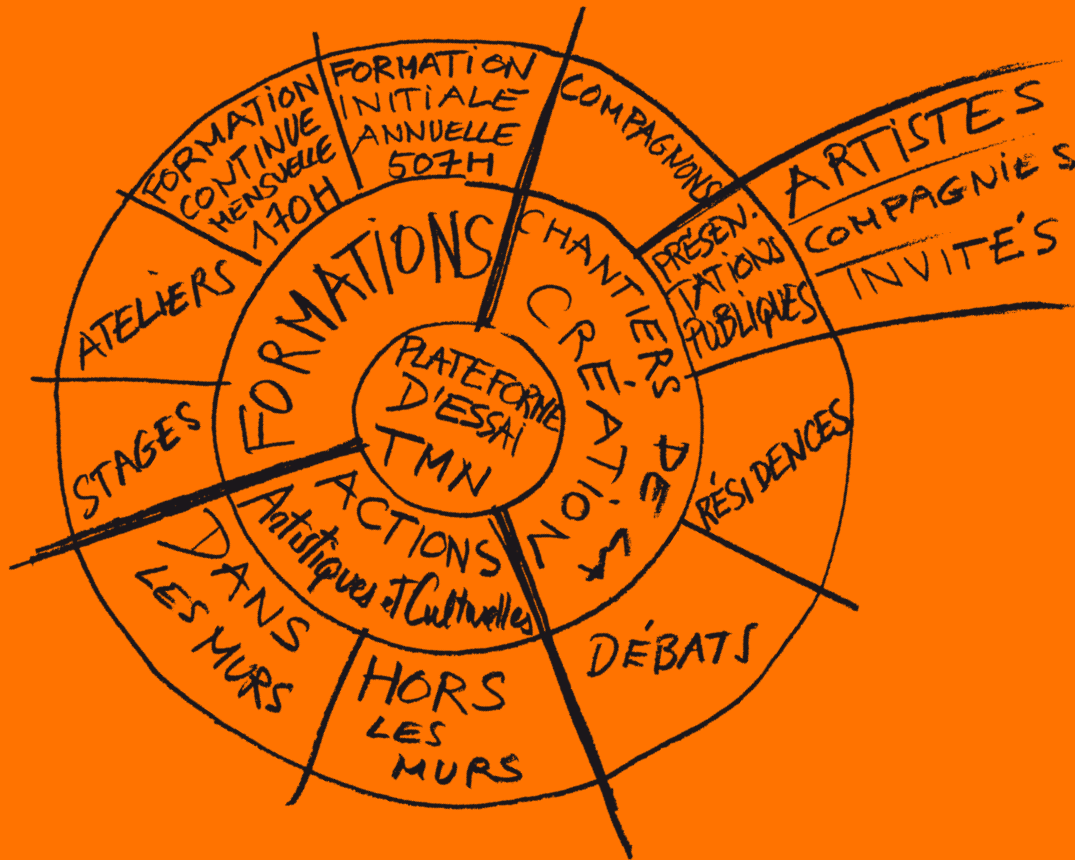 PLATEFORME
D'ESSAI
TMN
FORMATIONS
FORMATION
INITIALE
ANNUELLE
507H
FORMATION
CONTINUE
MENSUELLE
170H
ATELIERS
STAGES
CHANTIERS DE LA
CRÉATION
COMPAGNONS
PRÉSEN-
TATIONS
PUBLIQUES
ARTISTES
COMPAGNIES
INVITÉS
RÉSIDENCES
DÉBATS
ACTIONS
Artistiques et Culturelles
HORS
LES
MURS
DANS
LES MURS